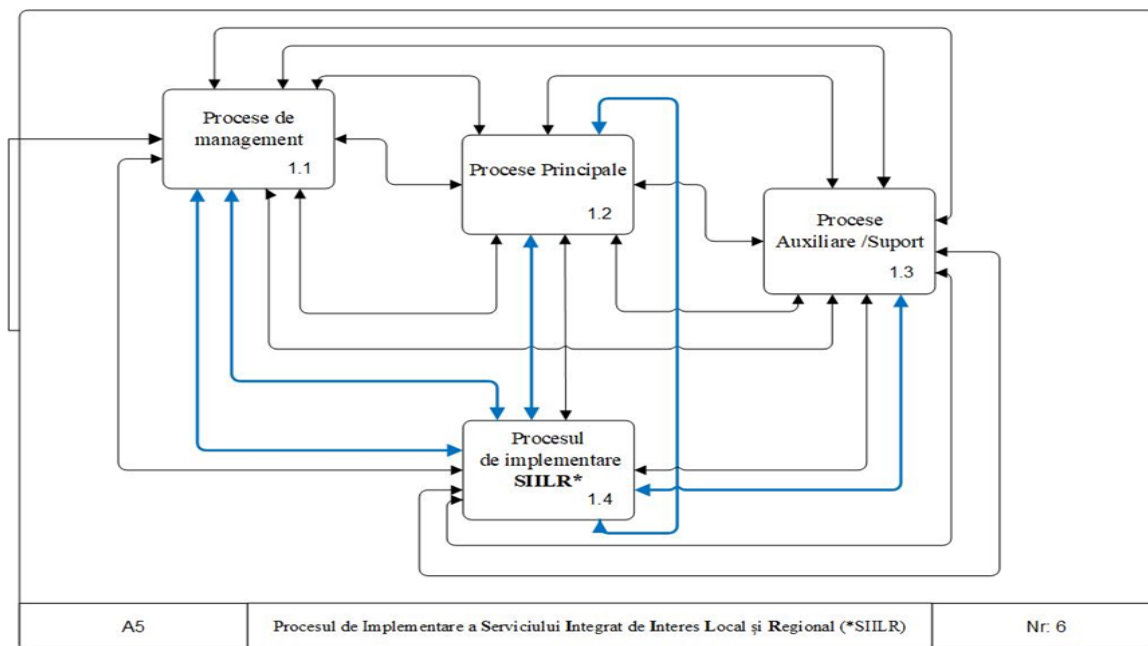 Procese de
management
1.1
Procese Principale
1.2
Procese
Auxiliare /Suport
1.3
Procesul
de implementare
SIILR*
1.4
A5
Procesul de Implementare a Serviciului Integrat de Interes Local și Regional (*SIILR)
Nr: 6